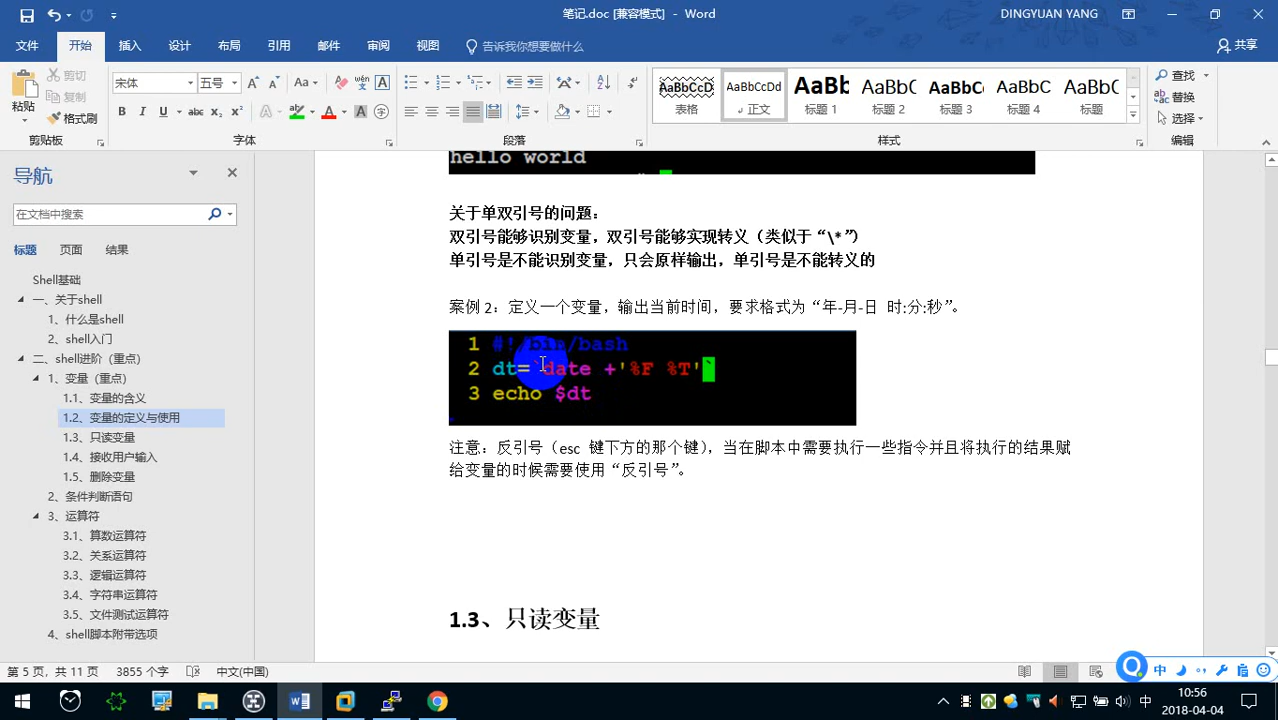 笔记.doc [兼容模式] - Word
DINGYUAN YANG
文件 开始 插入 设计 布局 引用 邮件 审阅 视图 告诉我你想要做什么 共享
粘贴 剪切 复制 格式刷
宋体 五号
查找 替换 选择
AaBbCcD AaBbCcDd AaBb AaBbC AaBbC AaBbC AaBbC
表格 正文 标题 1 标题 2 标题 3 标题 4 标题 5
剪贴板 字体 段落 样式 编辑
导航
在文档中搜索
标题 页面 结果
Shell基础
一、关于shell
1、什么是shell
2、shell入门
二、shell进阶（重点）
1、变量（重点）
1.1、变量的含义
1.2、变量的定义与使用
1.3、只读变量
1.4、接收用户输入
1.5、删除变量
2、条件判断语句
3、运算符
3.1、算数运算符
3.2、关系运算符
3.3、逻辑运算符
3.4、字符串运算符
3.5、文件测试运算符
4、shell脚本附带选项
hello world
关于单双引号的问题：
双引号能够识别变量，双引号能够实现转义（类似于“\*”）
单引号是不能识别变量，只会原样输出，单引号是不能转义的
案例 2：定义一个变量，输出当前时间，要求格式为“年-月-日 时:分:秒”。
1 #!/bin/bash
2 dt=`date +'%F %T'`
3 echo $dt
注意：反引号（esc 键下方的那个键），当在脚本中需要执行一些指令并且将执行的结果赋
给变量的时候需要使用“反引号”。
1.3、只读变量
第 5 页，共 11 页 3855 个字 中文(中国)
中
中 10:56
2018-04-04